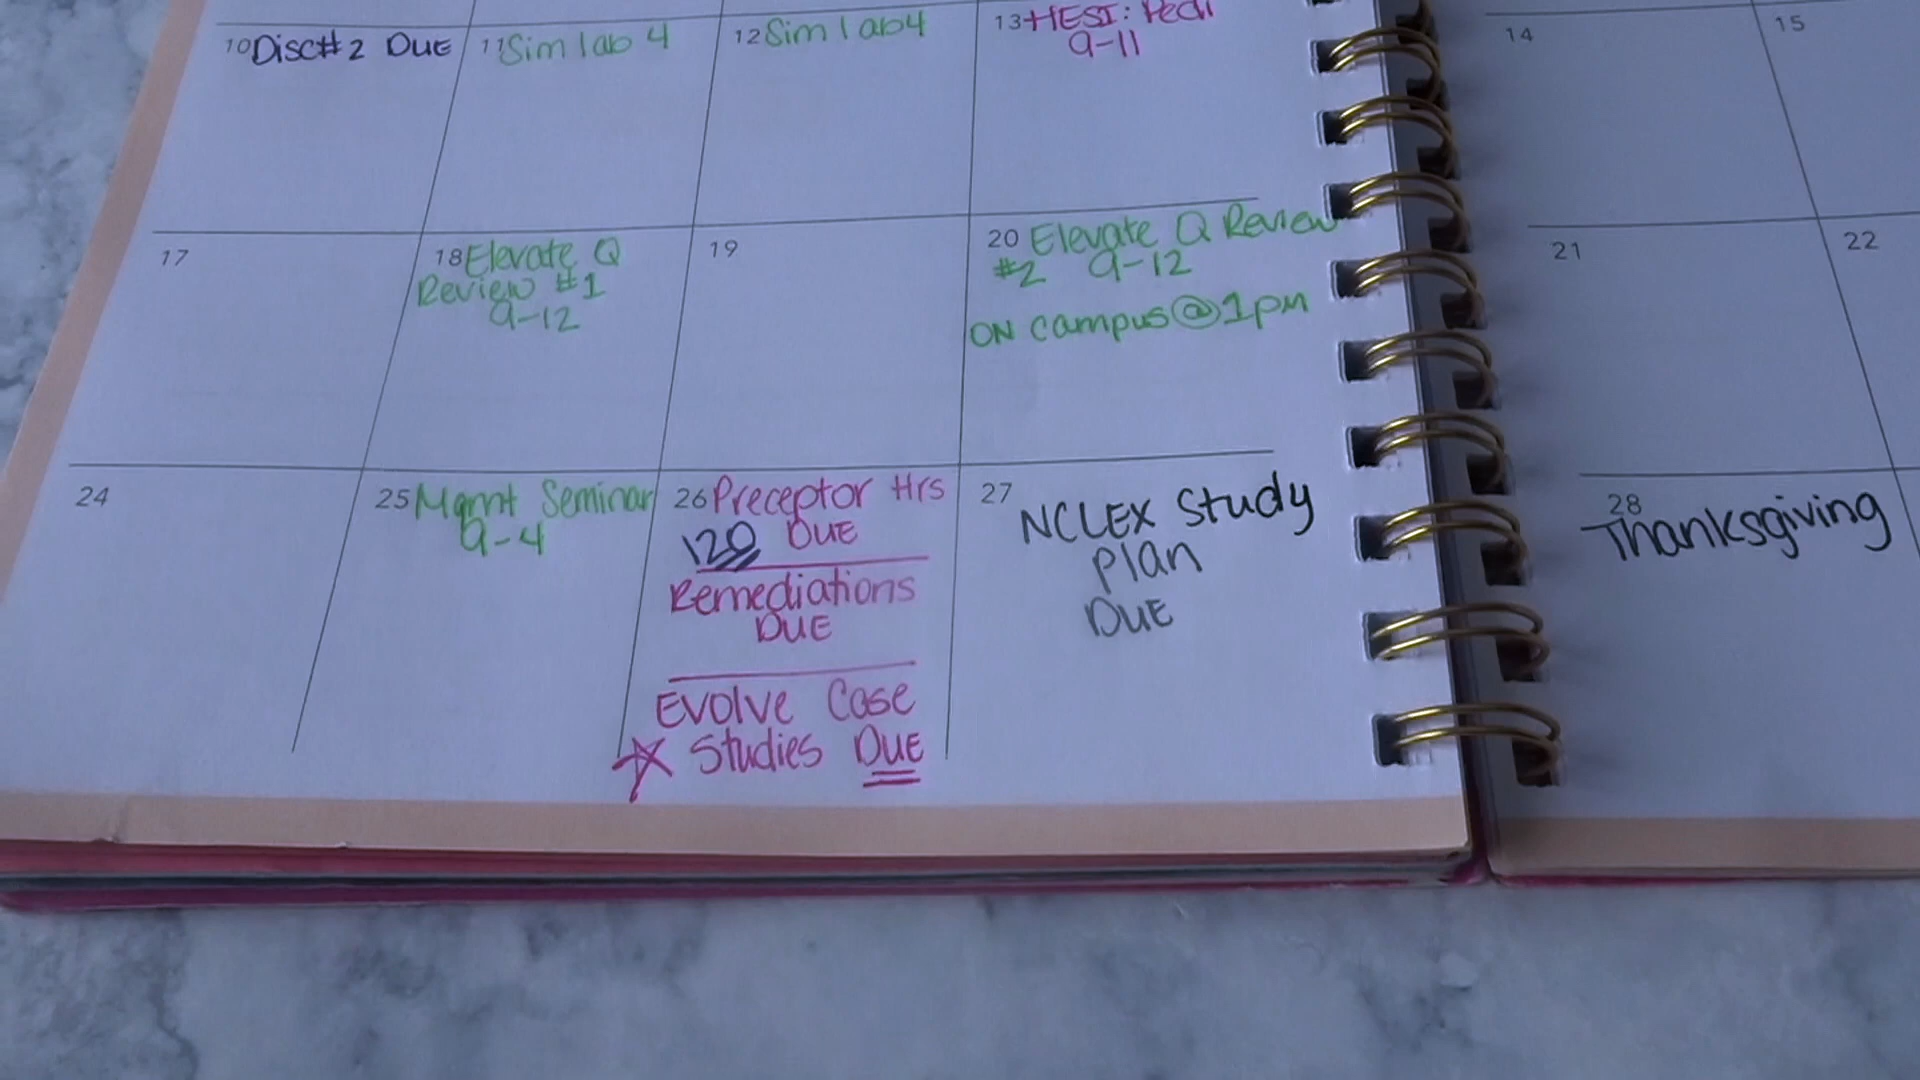 10 Disc# 2 DUE
11 Sim lab 4
12 Sim lab4
13 HESI: Pedi
9-11
14
15
17
18 Elevate Q
Review #1
9-12
19
20 Elevate Q Review
#2 9-12
ON campus@1pm
21
22
24
25 Mgmt Seminar
9-4
26 Preceptor Hrs
120 DUE
Remediations
DUE
Evolve Case
Studies DUE
27 NCLEX Study
Plan
DUE
28
Thanksgiving